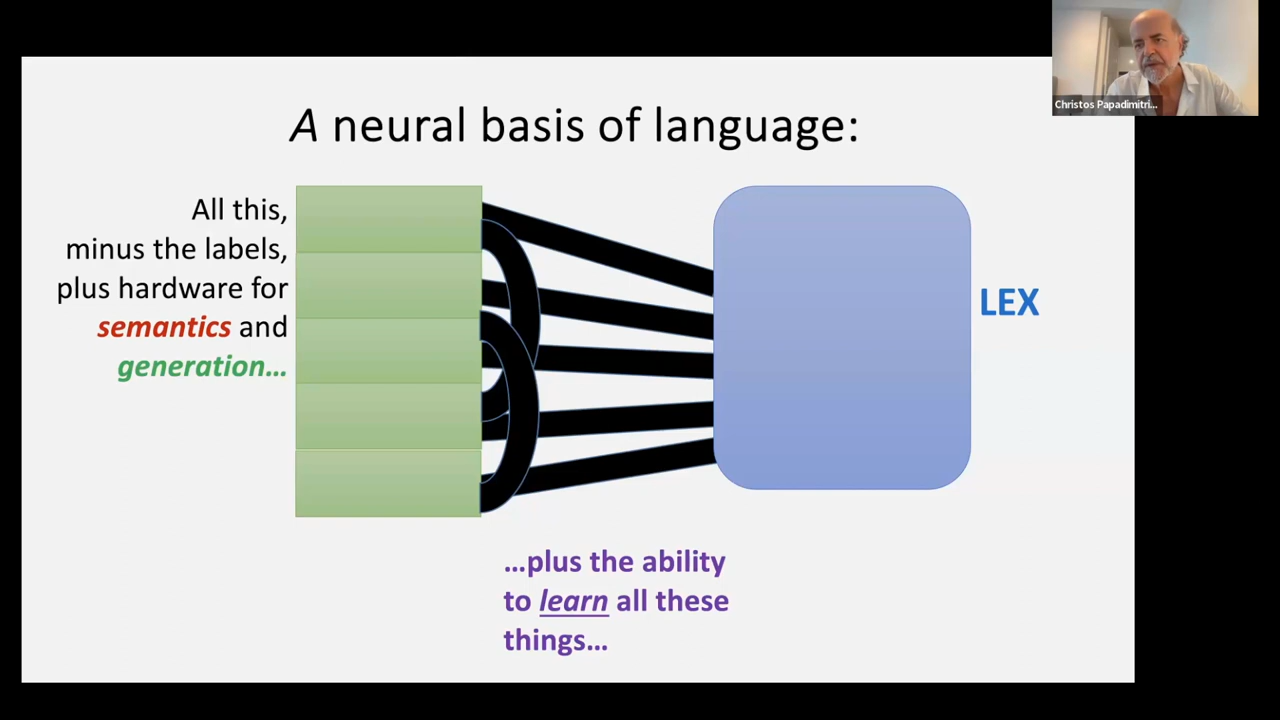 Christos Papadimitri...
A neural basis of language:
All this,
minus the labels,
plus hardware for
semantics and
generation...
LEX
...plus the ability
to learn all these
things...